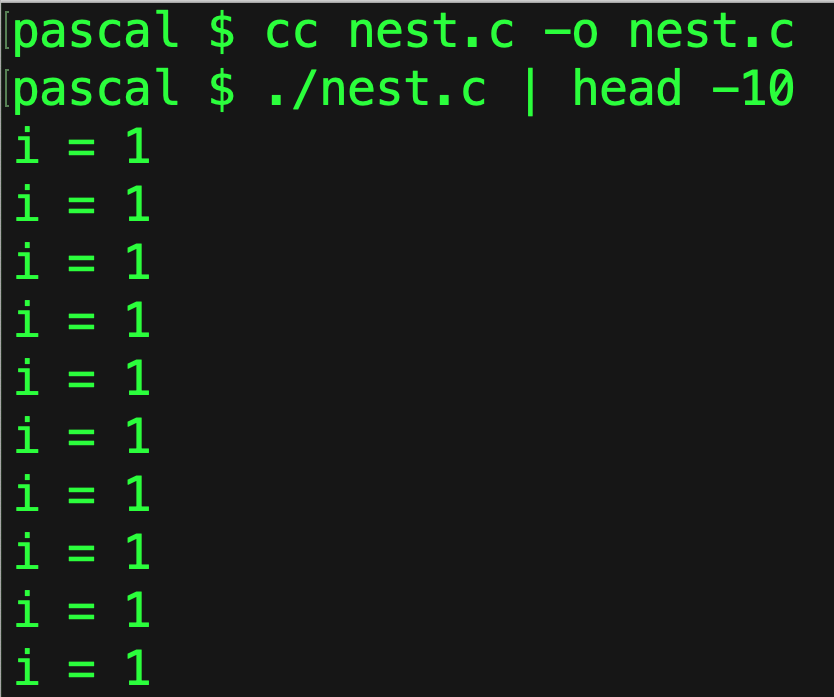 [pascal $ cc nest.c -o nest.c
[pascal $ ./nest.c | head -10
i = 1
i = 1
i = 1
i = 1
i = 1
i = 1
i = 1
i = 1
i = 1
i = 1